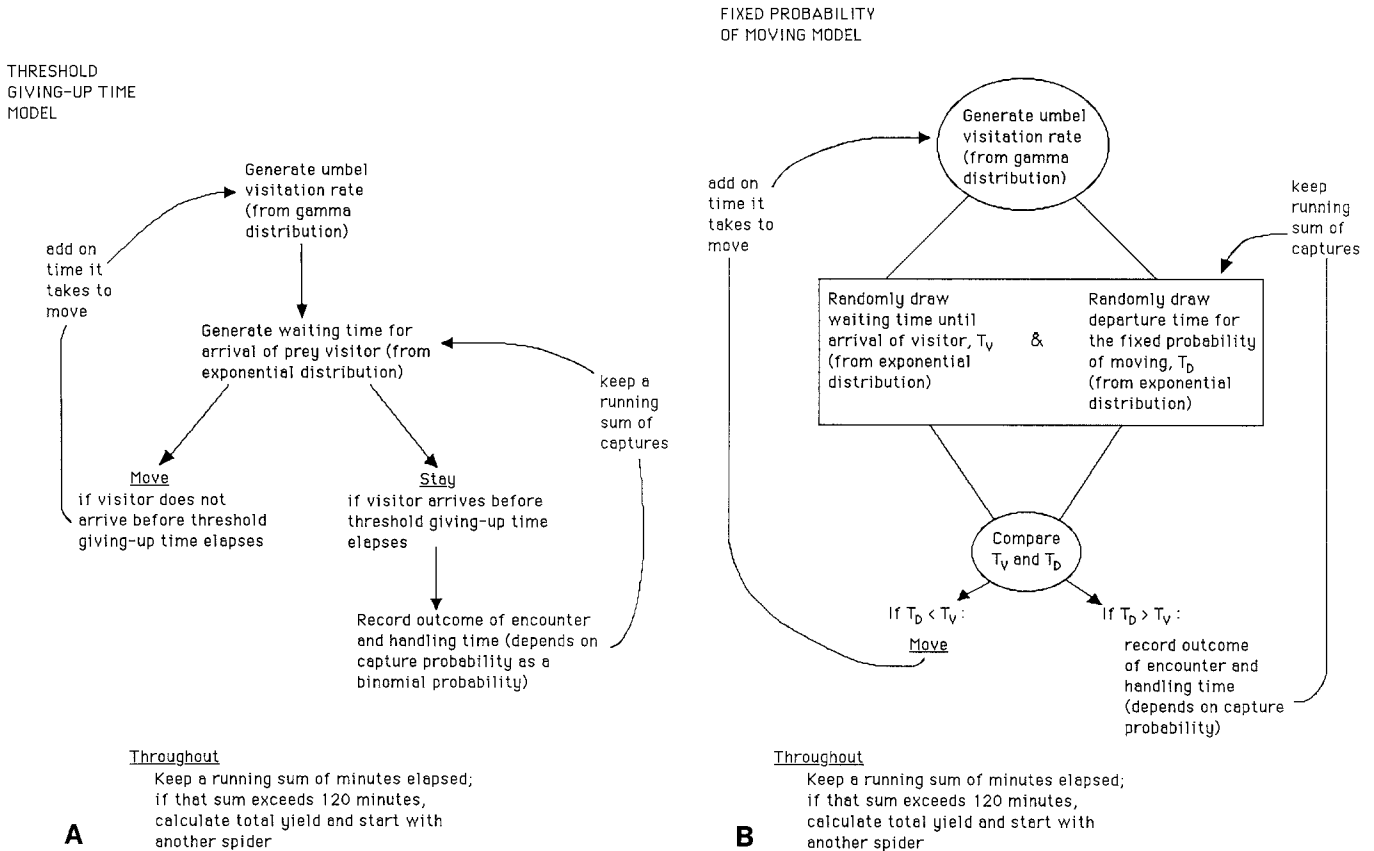 THRESHOLD
GIVING-UP TIME
MODEL
Generate umbel
visitation rate
(from gamma
distribution)
add on
time it
takes to
move
Generate waiting time for
arrival of prey visitor (from
exponential distribution)
keep a
running
sum of
captures
Move
if visitor does not
arrive before threshold
giving-up time elapses
Stay
if visitor arrives before
threshold giving-up time
elapses
Record outcome of encounter
and handling time (depends on
capture probability as a
binomial probability)
Throughout
Keep a running sum of minutes elapsed;
if that sum exceeds 120 minutes,
calculate total yield and start with
another spider
A
FIXED PROBABILITY
OF MOVING MODEL
Generate umbel
visitation rate
(from gamma
distribution)
add on
time it
takes to
move
keep
running
sum of
captures
Randomly draw
waiting time until
arrival of visitor, TV
(from exponential
distribution)
&
Randomly draw
departure time for
the fixed probability
of moving, TD
(from exponential
distribution)
Compare
TV and TD
If TD < TV :
Move
If TD > TV :
record outcome
of encounter and
handling time
(depends on capture
probability)
Throughout
Keep a running sum of minutes elapsed;
if that sum exceeds 120 minutes,
calculate total yield and start with
another spider
B